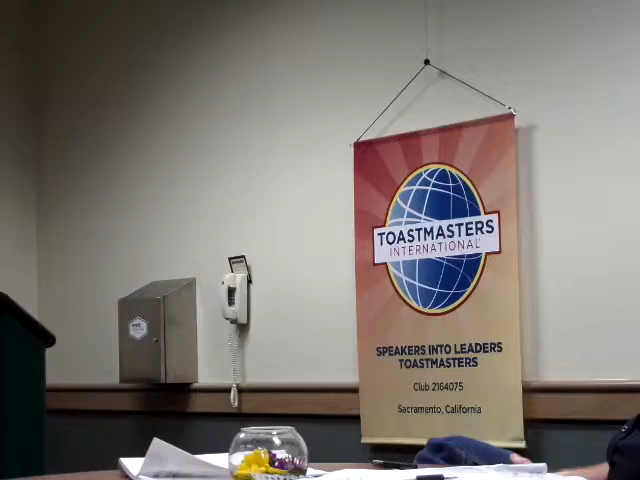 TOASTMASTERS
INTERNATIONAL
SPEAKERS INTO LEADERS
TOASTMASTERS
Club 2164075
Sacramento, California